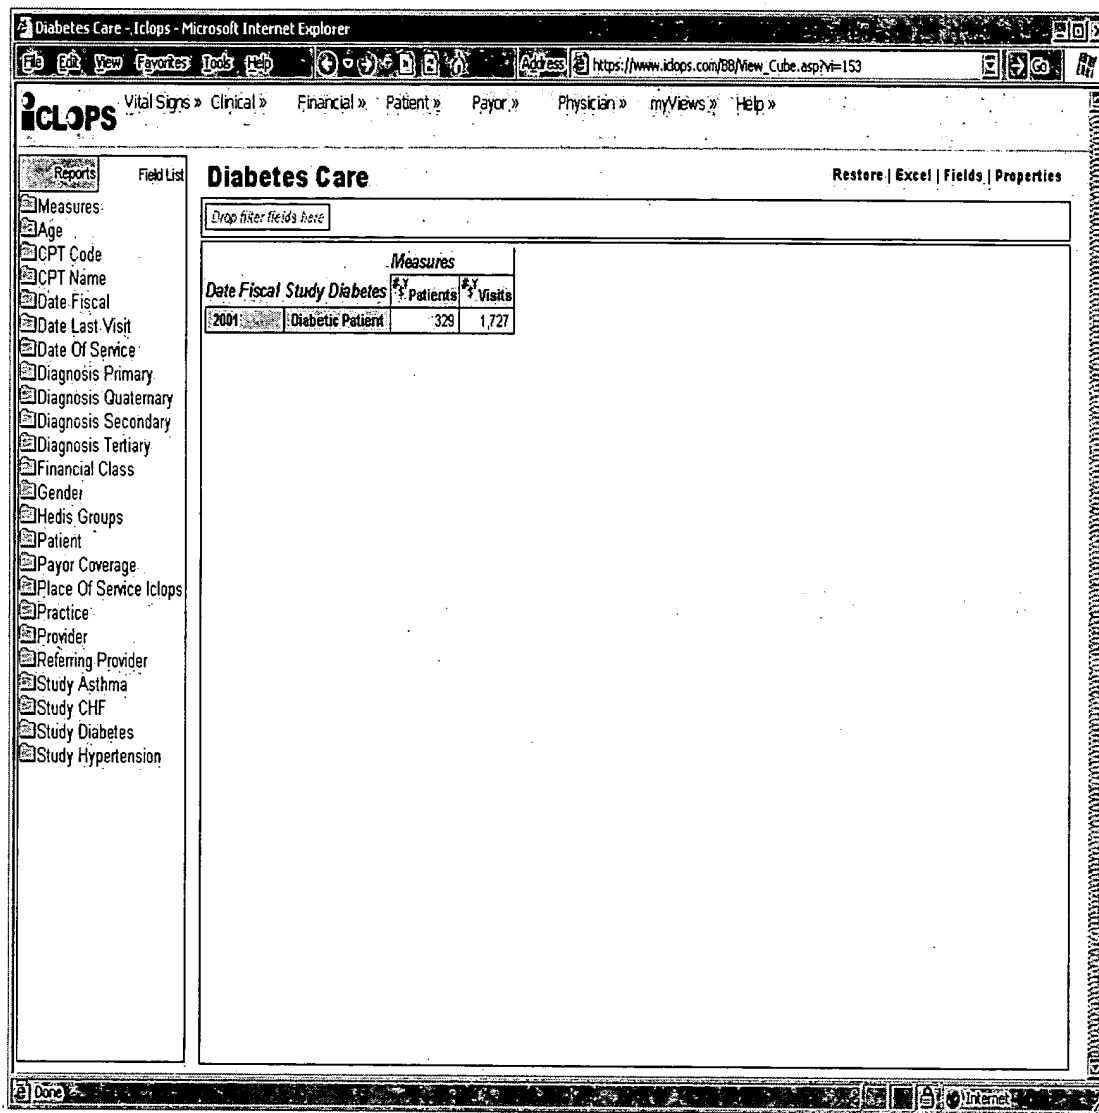 Diabetes Care - Iclops - Microsoft Internet Explorer
File Edit View Favorites Tools Help Address https://www.iclops.com/BB/View_Cube.asp?vi=153 Go
ICLOPS Vital Signs » Clinical » Financial » Patient » Payor » Physician » myViews » Help »
Reports Field List
Diabetes Care Restore | Excel | Fields | Properties
Drop filter fields here
Measures
Age
CPT Code
CPT Name
Date Fiscal
Date Last Visit
Date Of Service
Diagnosis Primary
Diagnosis Quaternary
Diagnosis Secondary
Diagnosis Tertiary
Financial Class
Gender
Hedis Groups
Patient
Payor Coverage
Place Of Service Iclops
Practice
Provider
Referring Provider
Study Asthma
Study CHF
Study Diabetes
Study Hypertension
Measures
Date Fiscal Study Diabetes Patients Visits
2001 Diabetic Patient 329 1,727
Done Internet